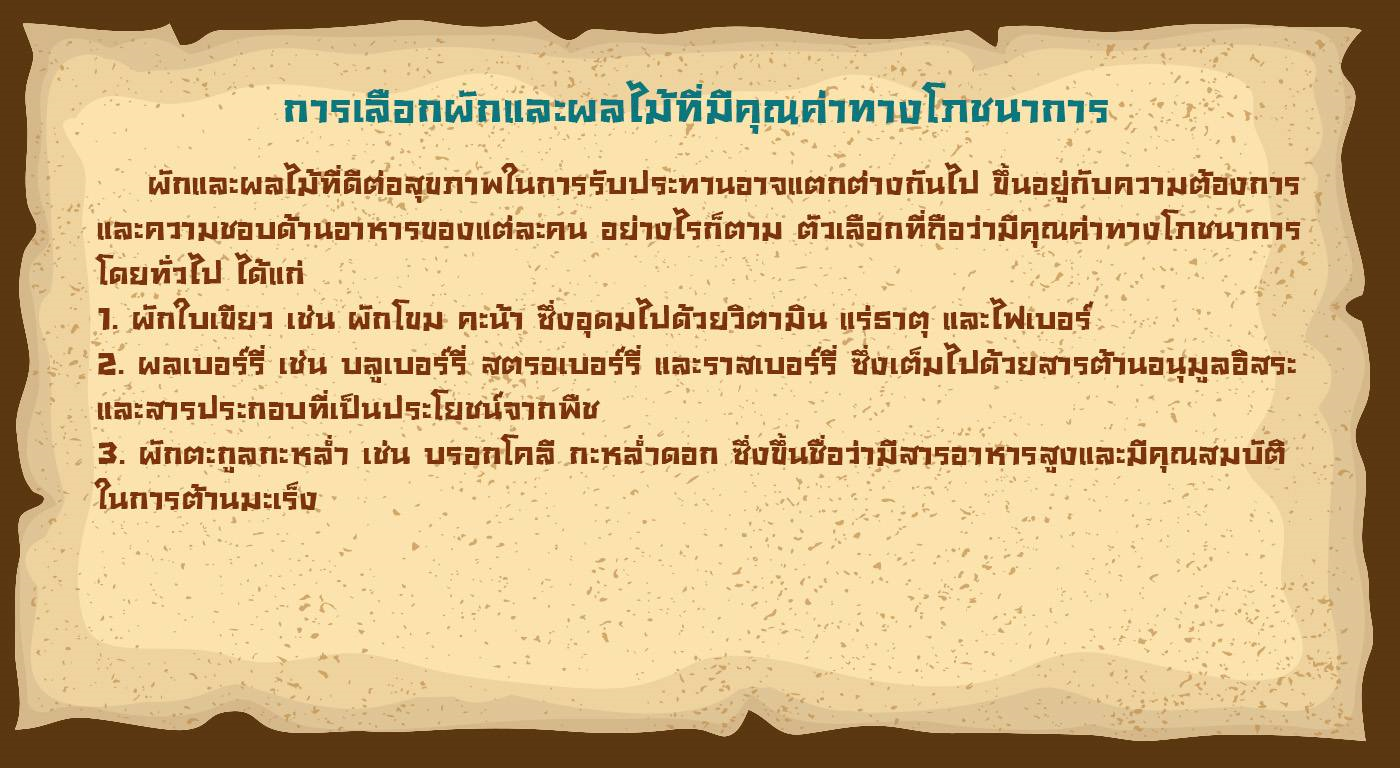 การเลือกผักและผลไม้ที่มีคุณค่าทางโภชนาการ
ผักและผลไม้ที่ดีต่อสุขภาพในการรับประทานอาจแตกต่างกันไป ขึ้นอยู่กับความต้องการ
และความชอบด้านอาหารของแต่ละคน อย่างไรก็ตาม ตัวเลือกที่ถือว่ามีคุณค่าทางโภชนาการ
โดยทั่วไป ได้แก่
1. ผักใบเขียว เช่น ผักโขม คะน้า ซึ่งอุดมไปด้วยวิตามิน แร่ธาตุ และไฟเบอร์
2. ผลเบอร์รี่ เช่น บลูเบอร์รี่ สตรอเบอร์รี่ และราสเบอร์รี่ ซึ่งเต็มไปด้วยสารต้านอนุมูลอิสระ
และสารประกอบที่เป็นประโยชน์จากพืช
3. ผักตะกูลกะหล่ำ เช่น บรอกโคลี กะหล่ำดอก ซึ่งขึ้นชื่อว่ามีสารอาหารสูงและมีคุณสมบัติ
ในการต้านมะเร็ง